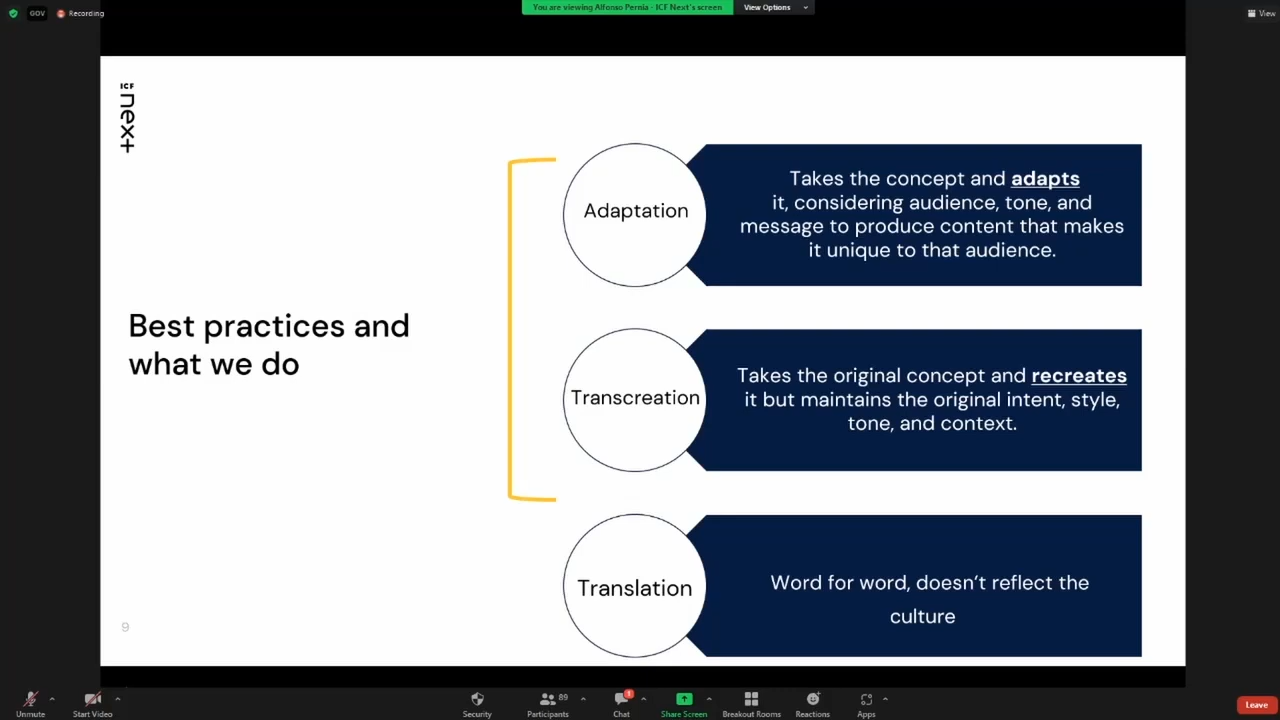 GOV
Recording
You are viewing Alfonso Pernia - ICF Next's screen
View Options
View
ICF
next
Best practices and
what we do
Adaptation
Takes the concept and adapts
it, considering audience, tone, and
message to produce content that makes
it unique to that audience.
Transcreation
Takes the original concept and recreates
it but maintains the original intent, style,
tone, and context.
Translation
Word for word, doesn’t reflect the
culture
9
Unmute
Start Video
Security
Participants
89
Chat
1
Share Screen
Breakout Rooms
Reactions
Apps
Leave